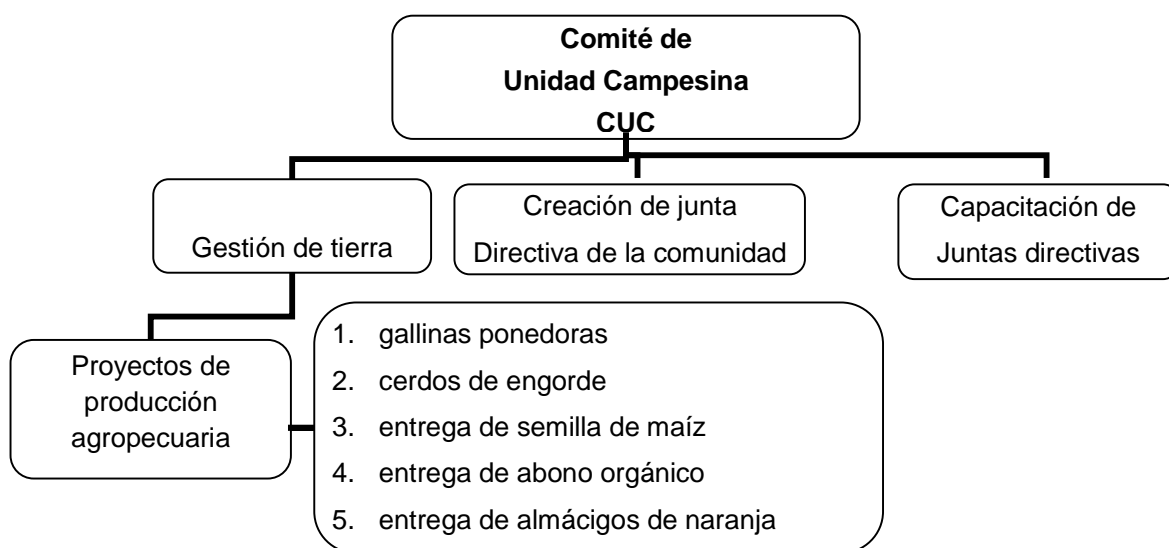 Comité de
Unidad Campesina
CUC
Gestión de tierra
Creación de junta
Directiva de la comunidad
Capacitación de
Juntas directivas
Proyectos de
producción
agropecuaria
1. gallinas ponedoras
2. cerdos de engorde
3. entrega de semilla de maíz
4. entrega de abono orgánico
5. entrega de almácigos de naranja